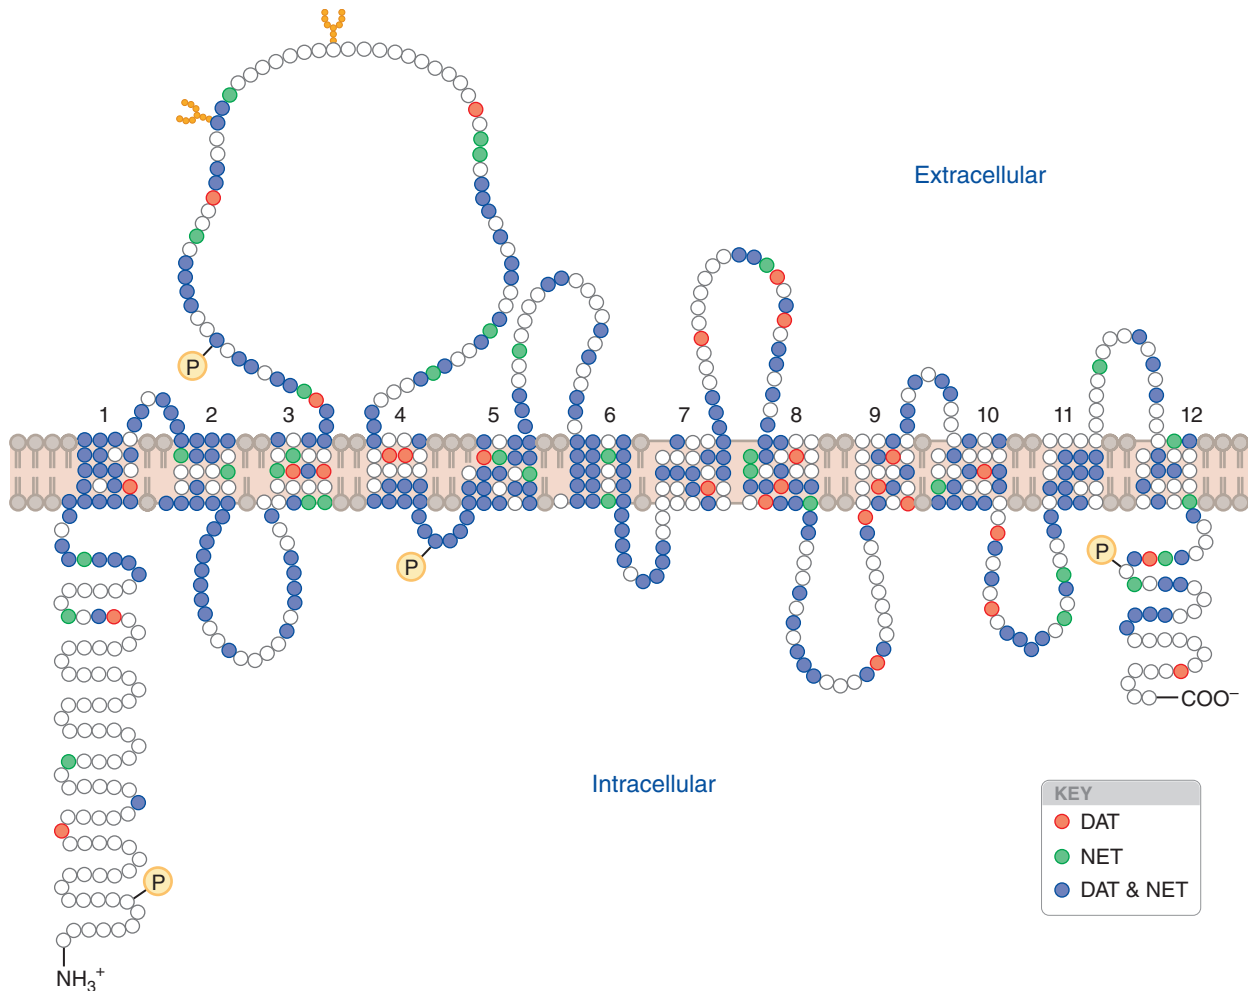 Extracellular
P
1 2 3 4 5 6 7 8 9 10 11 12
P
P
COO⁻
Intracellular
KEY
DAT
NET
DAT & NET
P
NH₃⁺